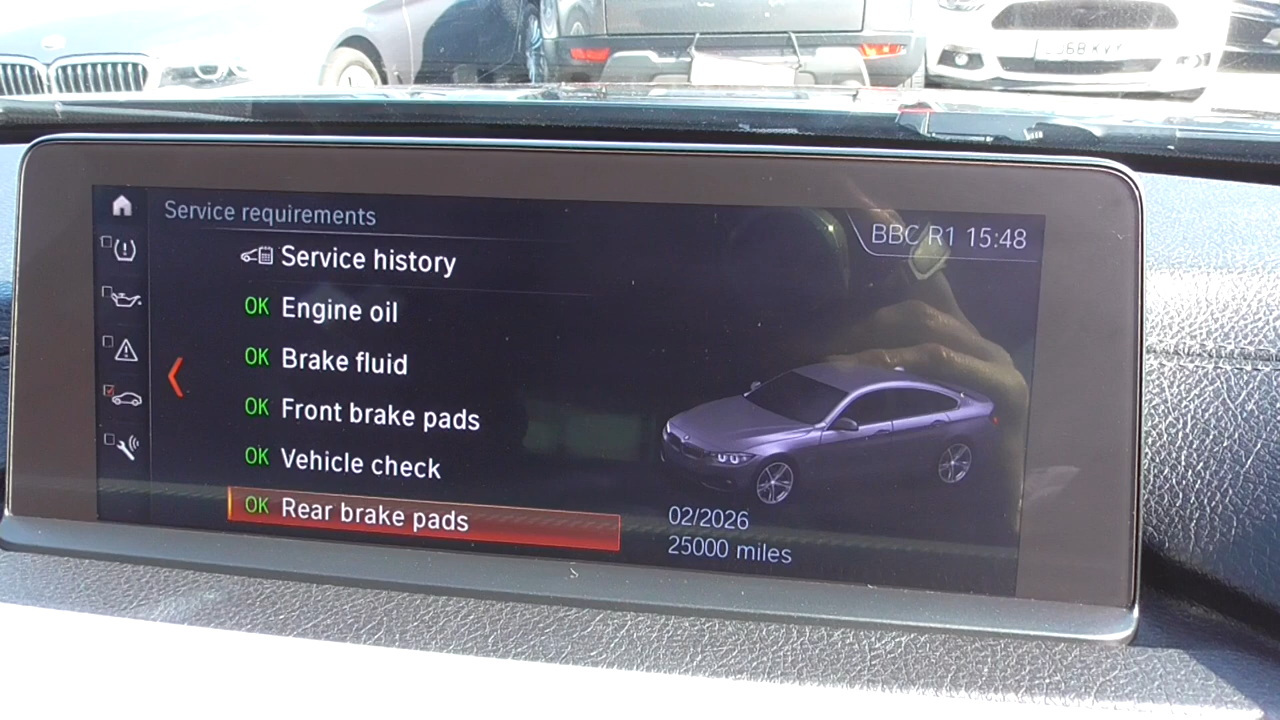 Service requirements
BBC R1 15:48
Service history
OK Engine oil
OK Brake fluid
OK Front brake pads
OK Vehicle check
OK Rear brake pads
02/2026
25000 miles